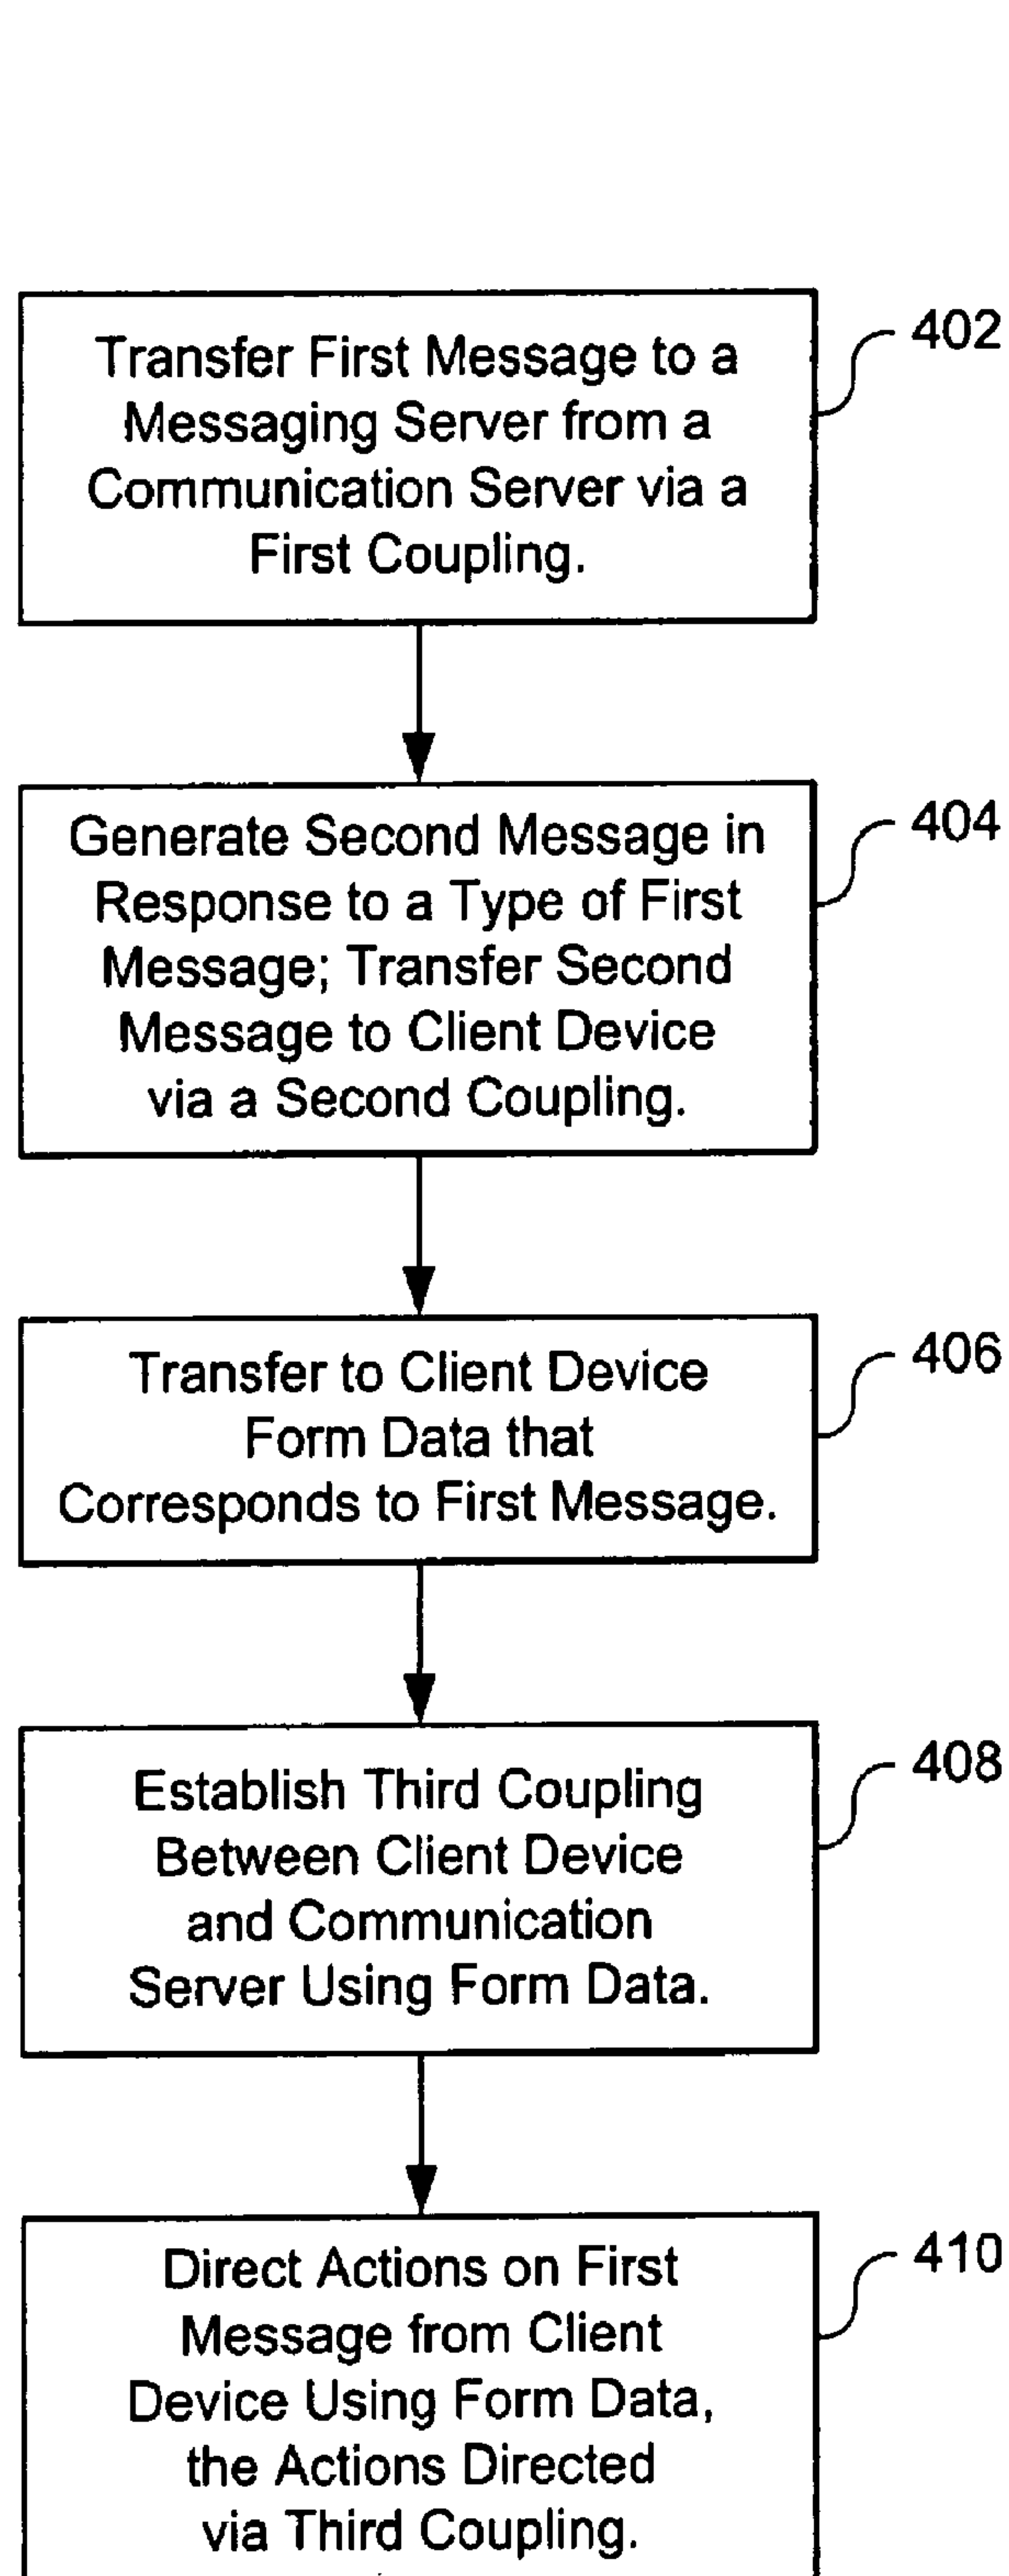 Transfer First Message to a
Messaging Server from a
Communication Server via a
First Coupling.
402
Generate Second Message in
Response to a Type of First
Message; Transfer Second
Message to Client Device
via a Second Coupling.
404
Transfer to Client Device
Form Data that
Corresponds to First Message.
406
Establish Third Coupling
Between Client Device
and Communication
Server Using Form Data.
408
Direct Actions on First
Message from Client
Device Using Form Data,
the Actions Directed
via Third Coupling.
410